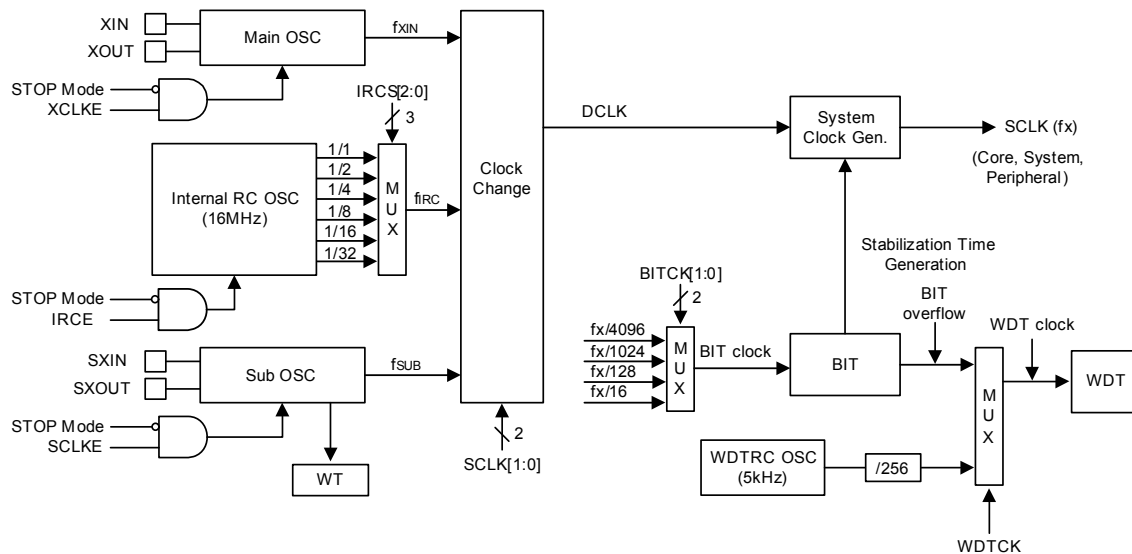 XIN
XOUT
Main OSC
fXIN
STOP Mode
XCLKE
IRCS[2:0]
3
Internal RC OSC
(16MHz)
1/1
1/2
1/4
1/8
1/16
1/32
MUX
fIRC
STOP Mode
IRCE
SXIN
SXOUT
Sub OSC
fSUB
STOP Mode
SCLKE
WT
Clock
Change
2
SCLK[1:0]
DCLK
System
Clock Gen.
SCLK (fx)
(Core, System,
Peripheral)
Stabilization Time
Generation
BITCK[1:0]
2
fx/4096
fx/1024
fx/128
fx/16
MUX
BIT clock
BIT
BIT
overflow
WDT clock
MUX
WDT
WDTRC OSC
(5kHz)
/256
WDTCK